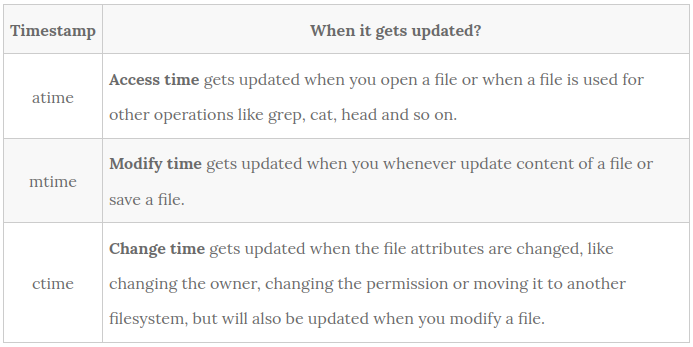 Timestamp When it gets updated?
atime
Access time gets updated when you open a file or when a file is used for
other operations like grep, cat, head and so on.
mtime
Modify time gets updated when you whenever update content of a file or
save a file.
ctime
Change time gets updated when the file attributes are changed, like
changing the owner, changing the permission or moving it to another
filesystem, but will also be updated when you modify a file.